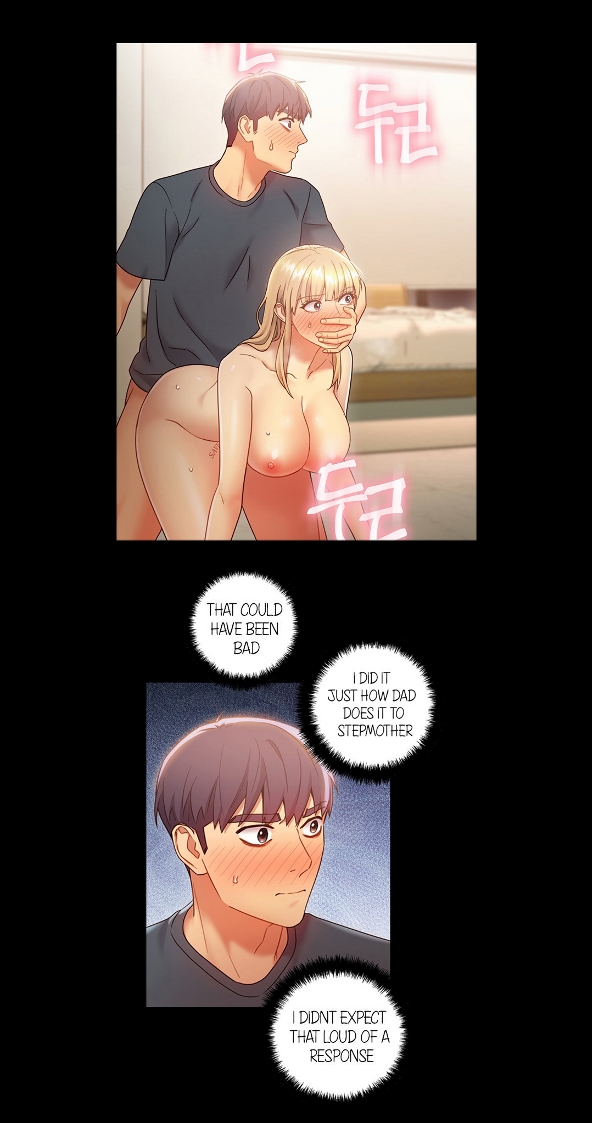 두근
두근
THAT COULD
HAVE BEEN
BAD
I DID IT
JUST HOW DAD
DOES IT TO
STEPMOTHER
I DIDNT EXPECT
THAT LOUD OF A
RESPONSE